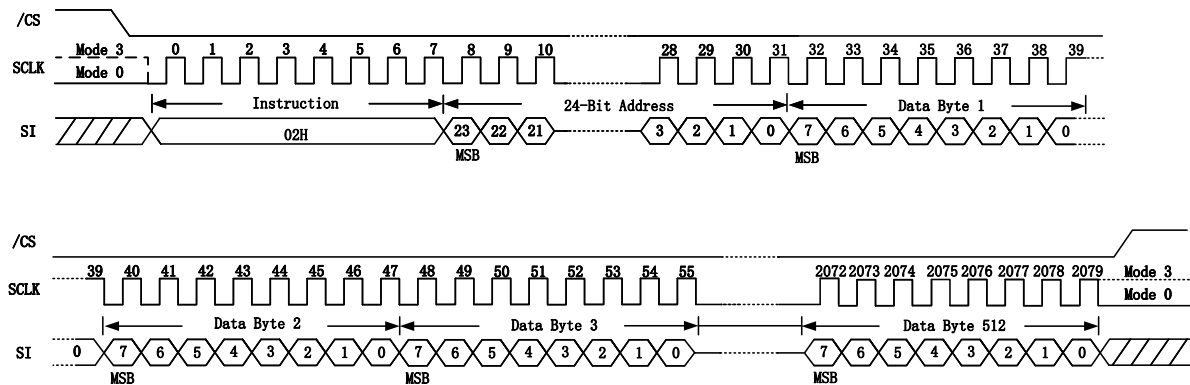 /CS
Mode 3 0 1 2 3 4 5 6 7 8 9 10 28 29 30 31 32 33 34 35 36 37 38 39
SCLK
Mode 0
Instruction 24-Bit Address Data Byte 1
SI 02H 23 22 21 3 2 1 0 7 6 5 4 3 2 1 0
MSB MSB
/CS
39 40 41 42 43 44 45 46 47 48 49 50 51 52 53 54 55 2072 2073 2074 2075 2076 2077 2078 2079 Mode 3
SCLK
Mode 0
Data Byte 2 Data Byte 3 Data Byte 512
SI 0 7 6 5 4 3 2 1 0 7 6 5 4 3 2 1 0 7 6 5 4 3 2 1 0
MSB MSB MSB